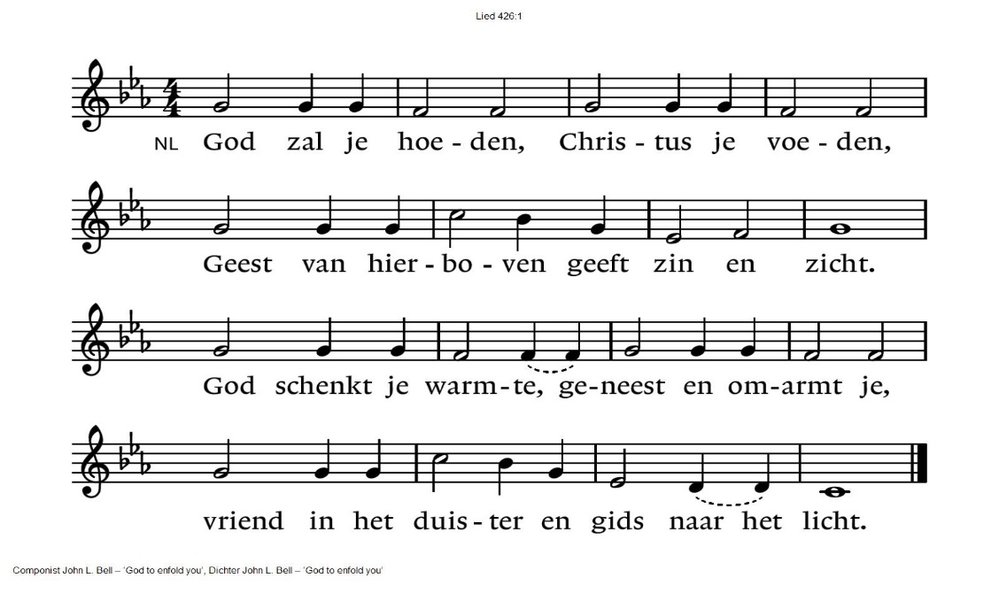 Lied 426:1
NL God zal je hoe - den, Chris - tus je voe - den,
Geest van hier - bo - ven geeft zin en zicht.
God schenkt je warm - te, ge - neest en om - armt je,
vriend in het duis - ter en gids naar het licht.
Componist John L. Bell – 'God to enfold you', Dichter John L. Bell – 'God to enfold you'